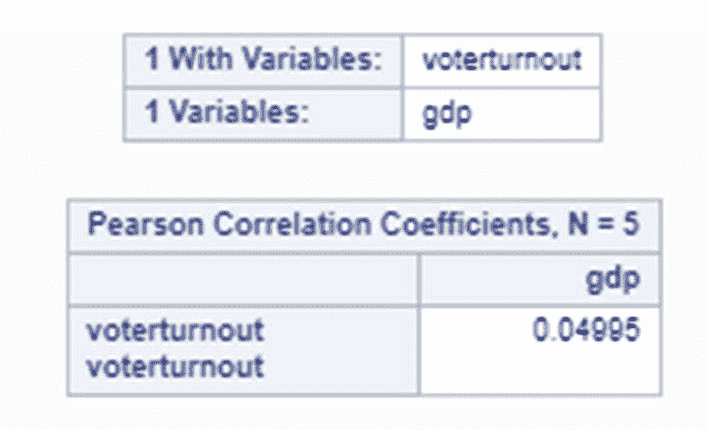 1 With Variables: voterturnout
1 Variables: gdp
Pearson Correlation Coefficients, N = 5
gdp
voterturnout 0.04995
voterturnout